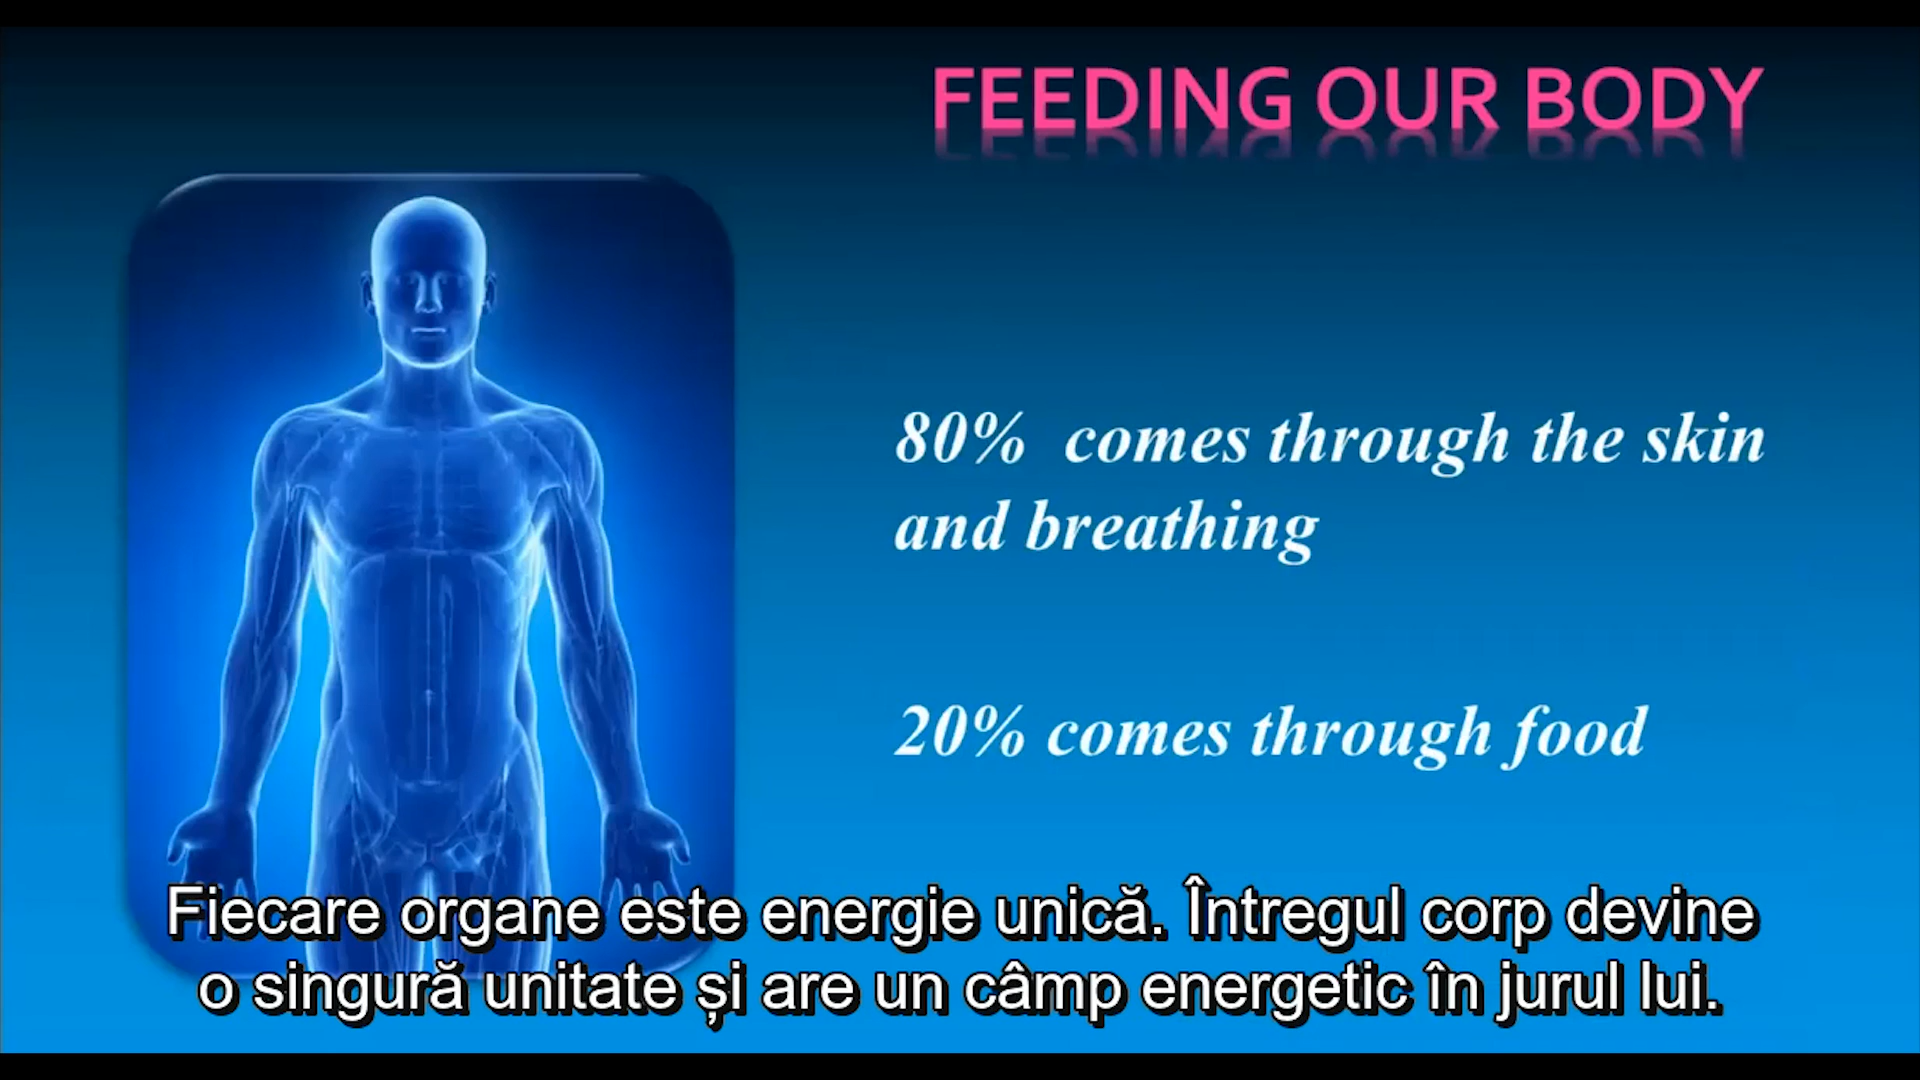 FEEDING OUR BODY
80% comes through the skin
and breathing
20% comes through food
Fiecare organe este energie unică. Întregul corp devine
o singură unitate și are un câmp energetic în jurul lui.